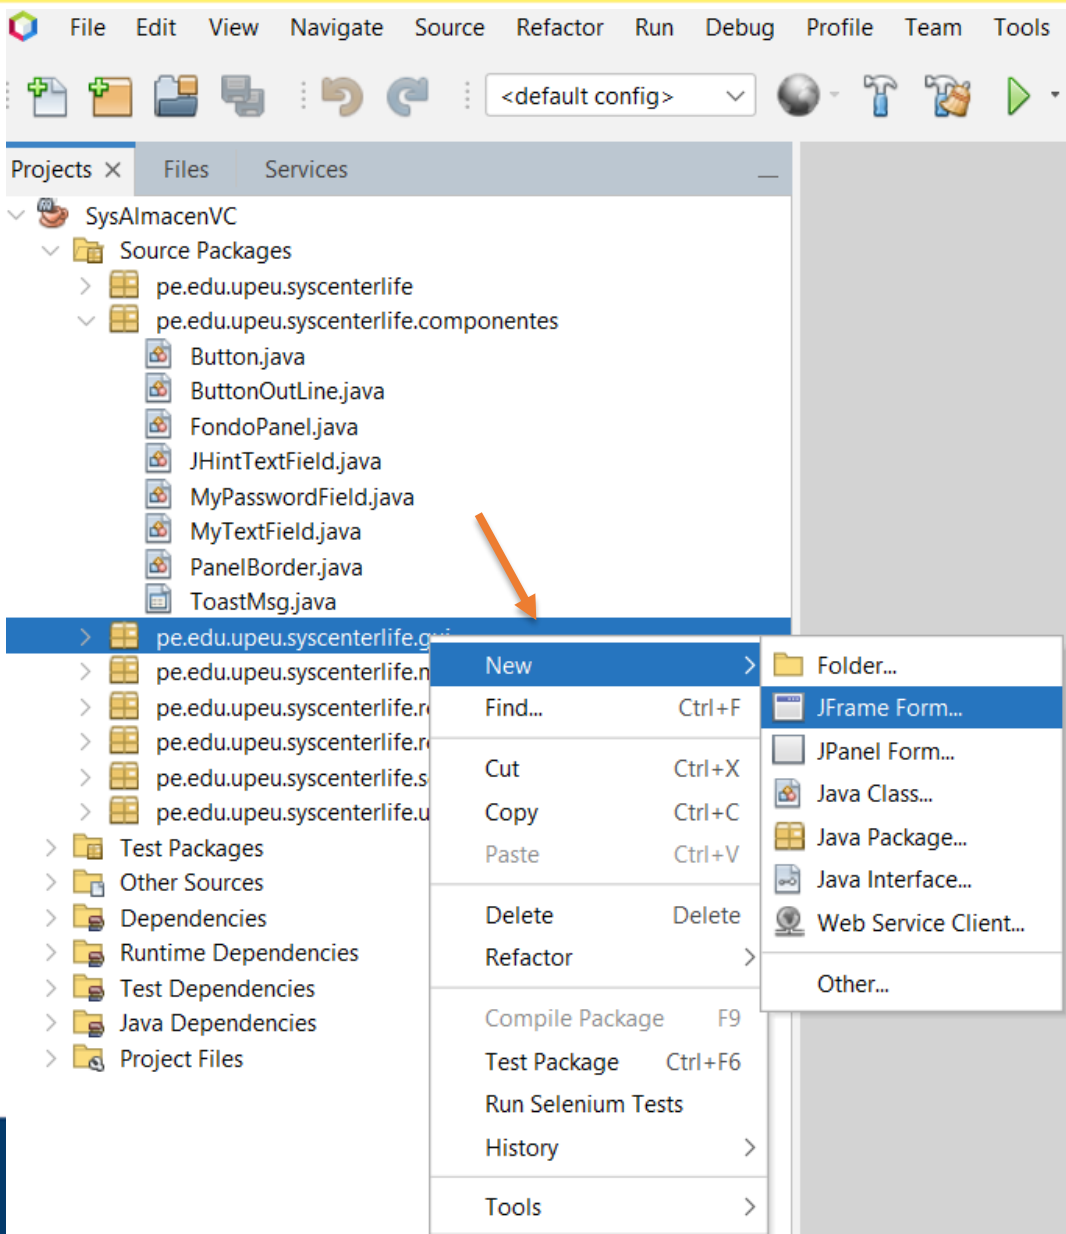 File Edit View Navigate Source Refactor Run Debug Profile Team Tools
<default config>
Projects Files Services
SysAlmacenVC
Source Packages
pe.edu.upeu.syscenterlife
pe.edu.upeu.syscenterlife.componentes
Button.java
ButtonOutLine.java
FondoPanel.java
JHintTextField.java
MyPasswordField.java
MyTextField.java
PanelBorder.java
ToastMsg.java
pe.edu.upeu.syscenterlife.gui
pe.edu.upeu.syscenterlife.m
pe.edu.upeu.syscenterlife.re
pe.edu.upeu.syscenterlife.re
pe.edu.upeu.syscenterlife.s
pe.edu.upeu.syscenterlife.u
Test Packages
Other Sources
Dependencies
Runtime Dependencies
Test Dependencies
Java Dependencies
Project Files
New
Find... Ctrl+F
Cut Ctrl+X
Copy Ctrl+C
Paste Ctrl+V
Delete Delete
Refactor
Compile Package F9
Test Package Ctrl+F6
Run Selenium Tests
History
Tools
Folder...
JFrame Form...
JPanel Form...
Java Class...
Java Package...
Java Interface...
Web Service Client...
Other...